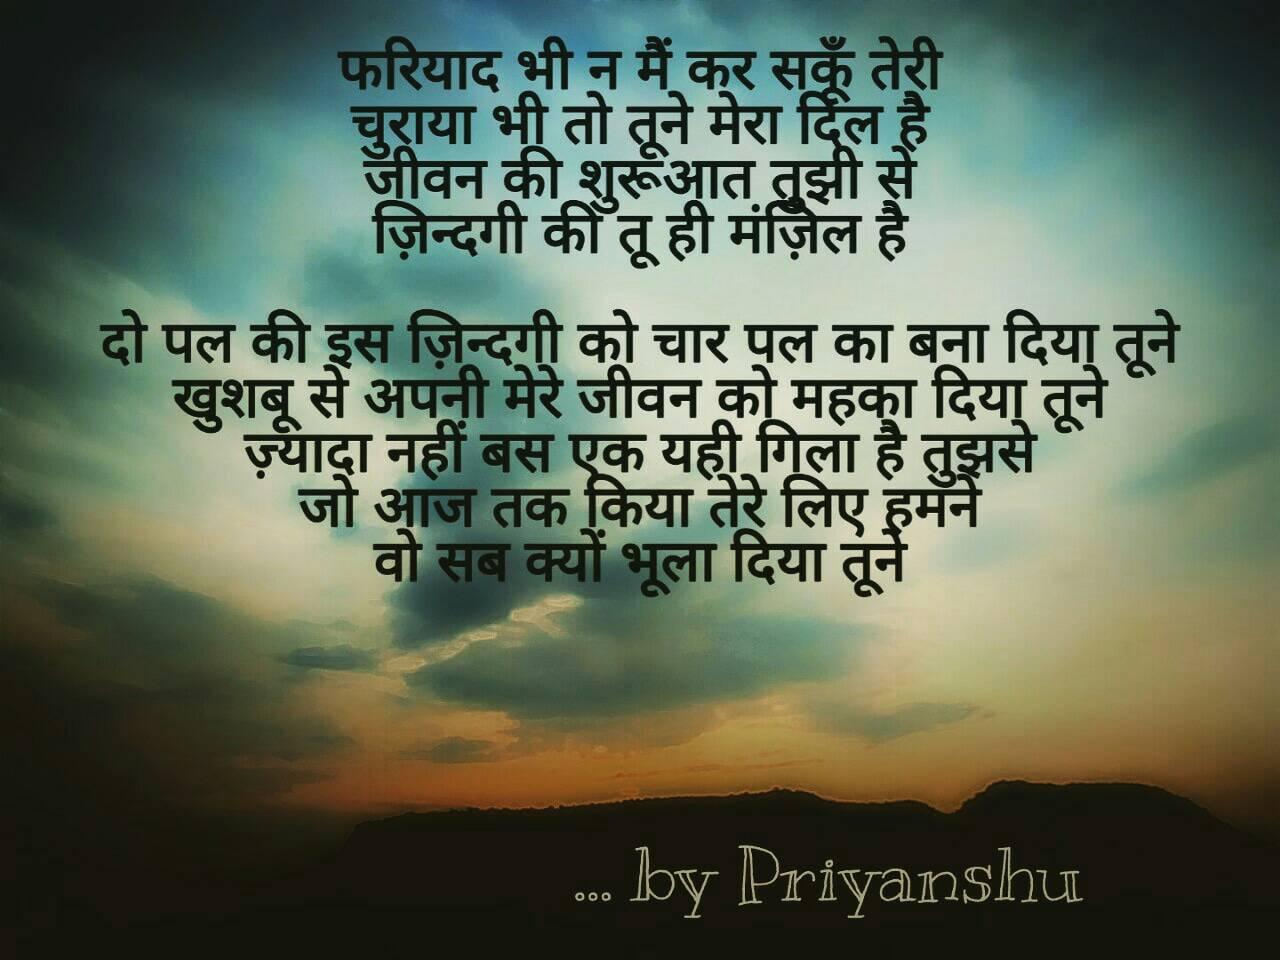 फरियाद भी न मैं कर सकूँ तेरी
चुराया भी तो तूने मेरा दिल है
जीवन की शुरूआत तुझी से
ज़िन्दगी की तू ही मंज़िल है
दो पल की इस ज़िन्दगी को चार पल का बना दिया तूने
खुशबू से अपनी मेरे जीवन को महका दिया तूने
ज़्यादा नहीं बस एक यही गिला है तुझसे
जो आज तक किया तेरे लिए हमने
वो सब क्यों भूला दिया तूने
... by Priyanshu